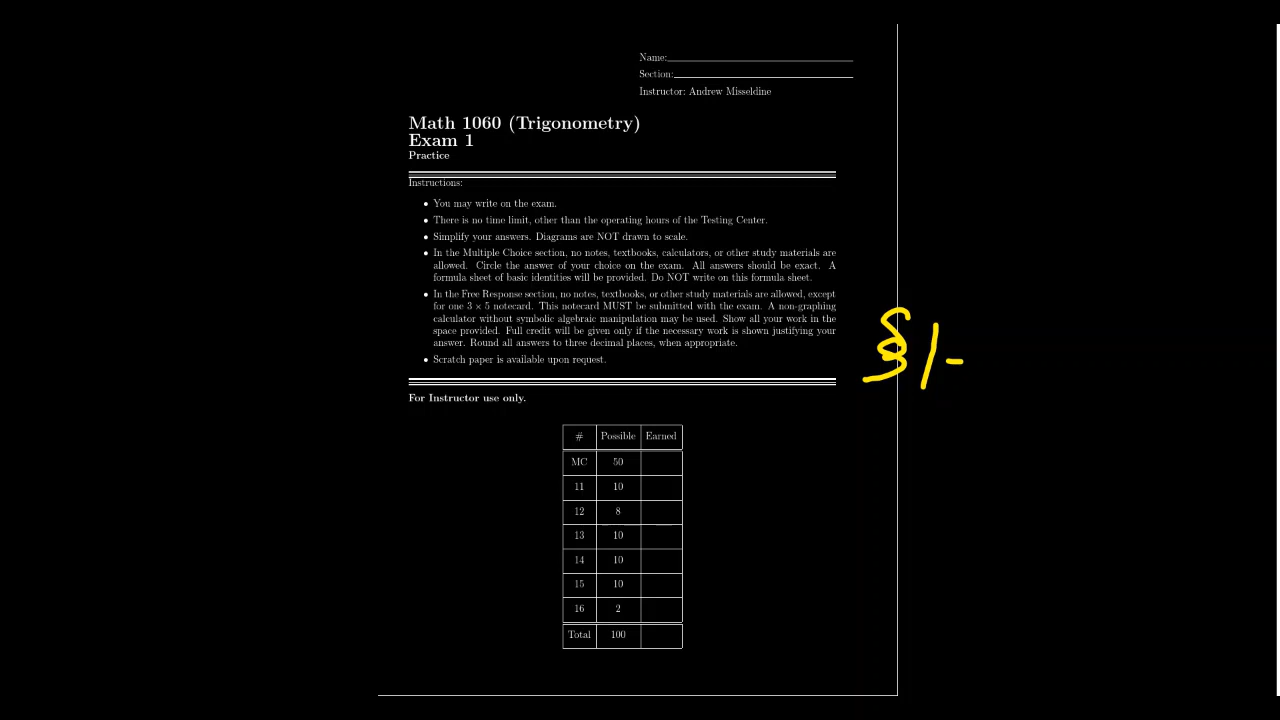 Name:
Section:
Instructor: Andrew Misseldine
Math 1060 (Trigonometry)
Exam 1
Practice
Instructions:
• You may write on the exam.
• There is no time limit, other than the operating hours of the Testing Center.
• Simplify your answers. Diagrams are NOT drawn to scale.
• In the Multiple Choice section, no notes, textbooks, calculators, or other study materials are
allowed. Circle the answer of your choice on the exam. All answers should be exact. A
formula sheet of basic identities will be provided. Do NOT write on this formula sheet.
• In the Free Response section, no notes, textbooks, or other study materials are allowed, except
for one 3 × 5 notecard. This notecard MUST be submitted with the exam. A non-graphing
calculator without symbolic algebraic manipulation may be used. Show all your work in the
space provided. Full credit will be given only if the necessary work is shown justifying your
answer. Round all answers to three decimal places, when appropriate.
• Scratch paper is available upon request.
§1-
For Instructor use only.
# Possible Earned
MC 50
11 10
12 8
13 10
14 10
15 10
16 2
Total 100